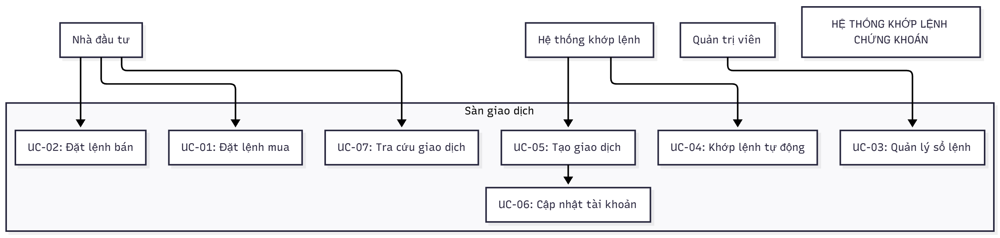 Nhà đầu tư
Hệ thống khớp lệnh
Quản trị viên
HỆ THỐNG KHỚP LỆNH
CHỨNG KHOÁN
Sàn giao dịch
UC-02: Đặt lệnh bán
UC-01: Đặt lệnh mua
UC-07: Tra cứu giao dịch
UC-05: Tạo giao dịch
UC-04: Khớp lệnh tự động
UC-03: Quản lý sổ lệnh
UC-06: Cập nhật tài khoản